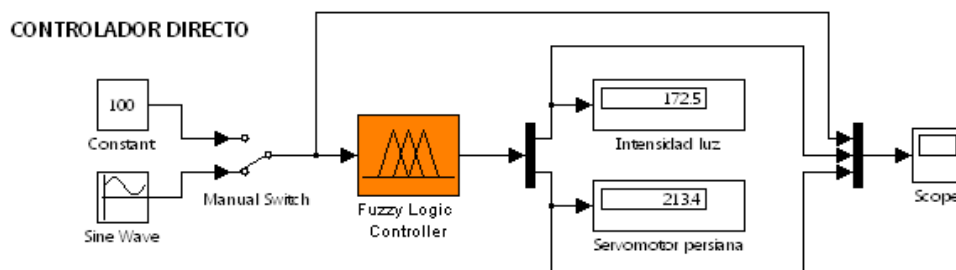 CONTROLADOR DIRECTO
100
Constant
Sine Wave
Manual Switch
Fuzzy Logic
Controller
172.5
Intensidad luz
213.4
Servomotor persiana
Scope